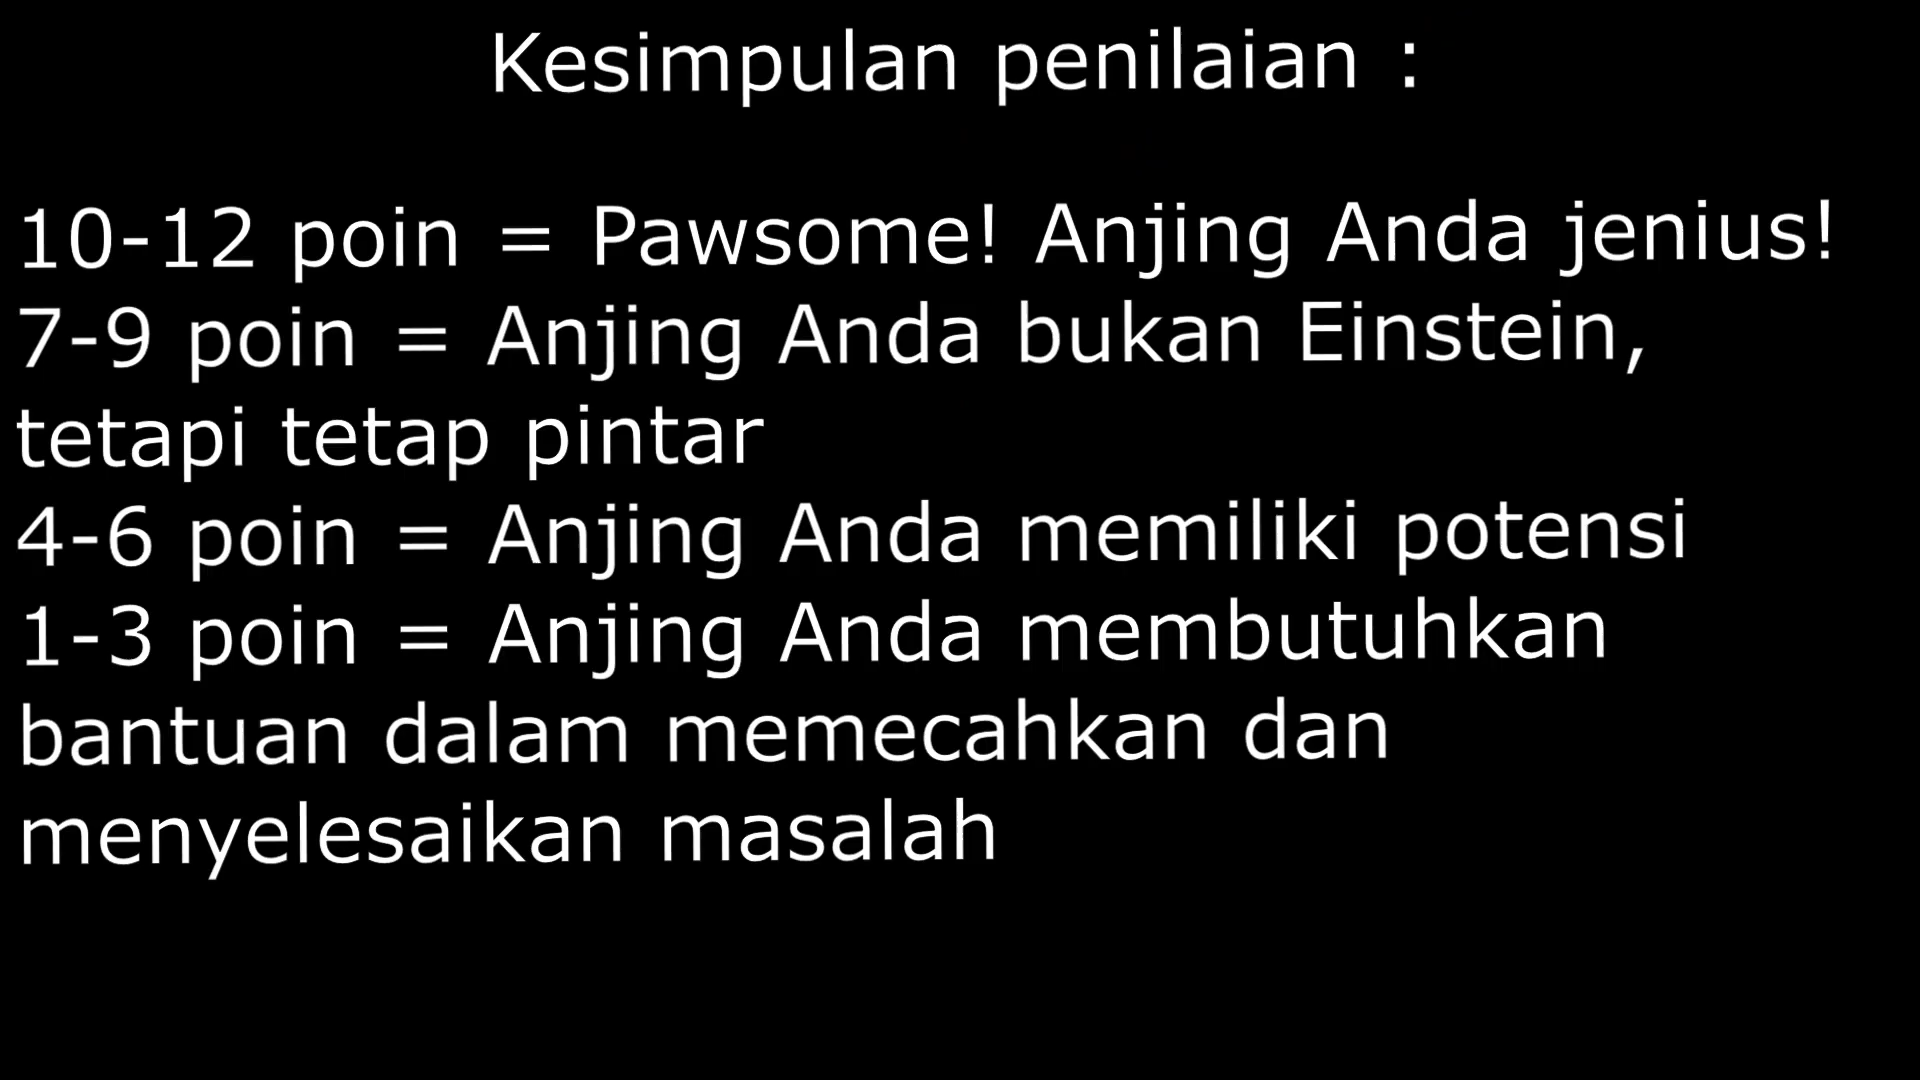 Kesimpulan penilaian :
10-12 poin = Pawsome! Anjing Anda jenius!
7-9 poin = Anjing Anda bukan Einstein,
tetapi tetap pintar
4-6 poin = Anjing Anda memiliki potensi
1-3 poin = Anjing Anda membutuhkan
bantuan dalam memecahkan dan
menyelesaikan masalah